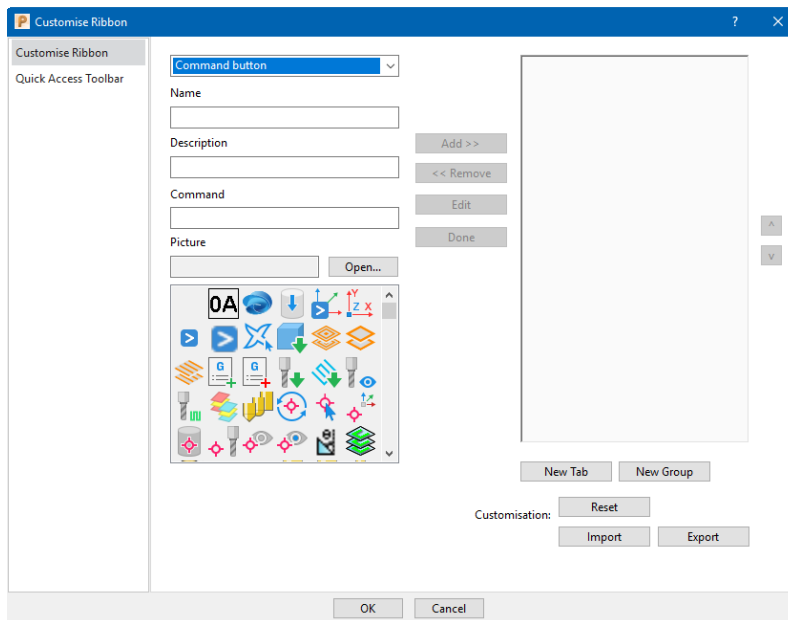 Customise Ribbon
?
Customise Ribbon
Quick Access Toolbar
Command button
Name
Description
Command
Picture
Open...
Add >>
<< Remove
Edit
Done
^
v
0A
Y
Z X
G
G
New Tab
New Group
Customisation:
Reset
Import
Export
OK
Cancel